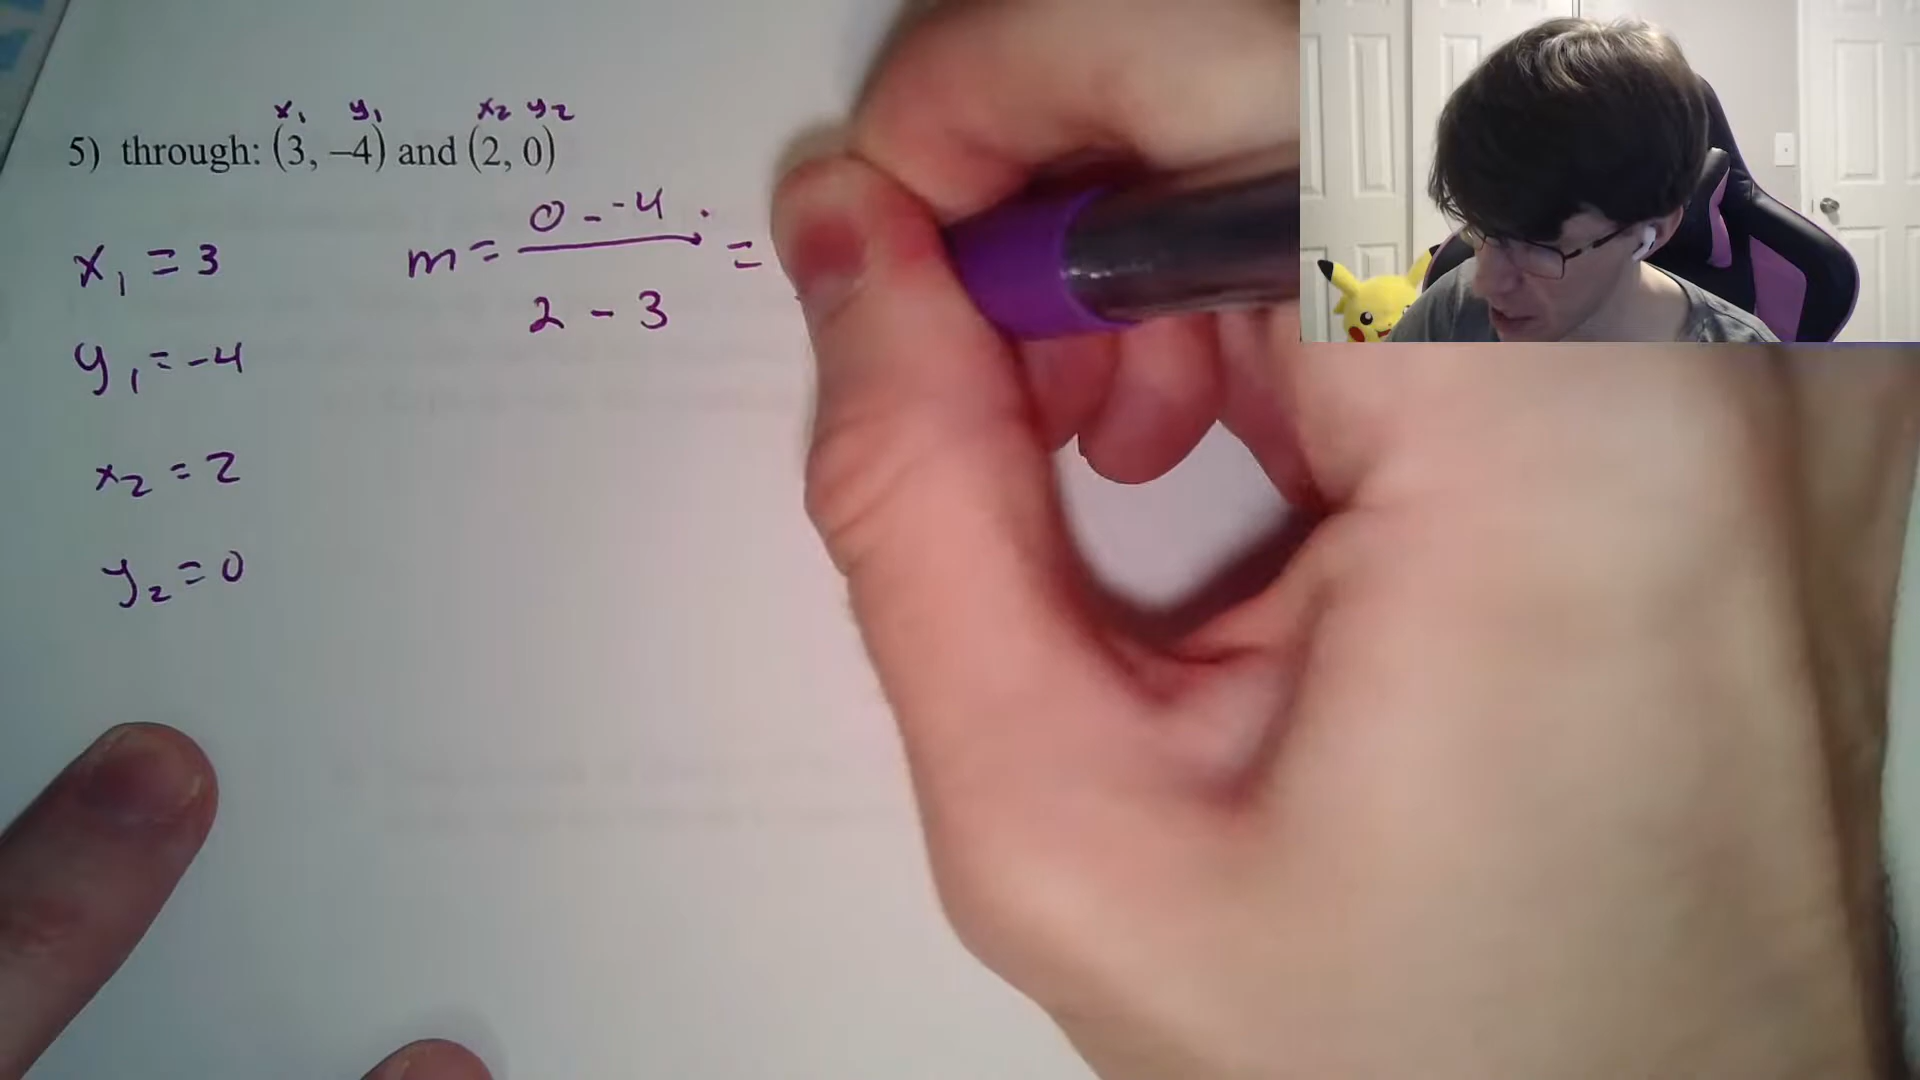 x₁ y₁ x₂ y₂
5) through: (3, –4) and (2, 0)
0 - -4
m = =
2 - 3
x₁ = 3
y₁ = -4
x₂ = 2
y₂ = 0